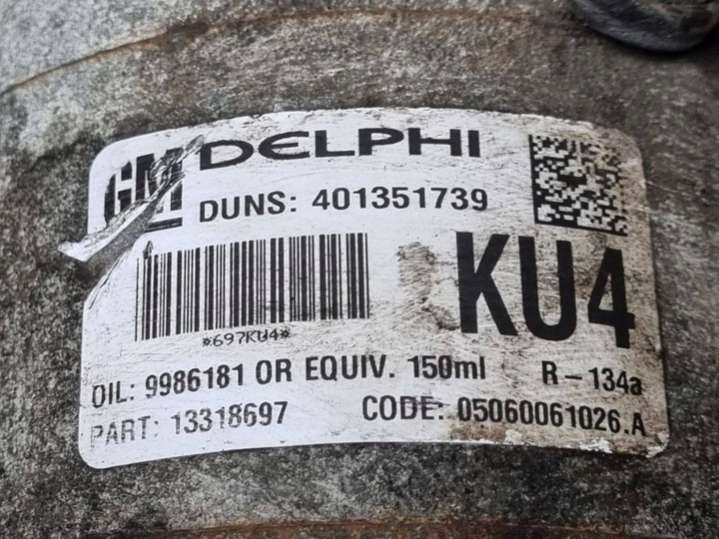 GM DELPHI
DUNS: 401351739
KU4
*697KU4*
OIL: 9986181 OR EQUIV. 150ml R-134a
PART: 13318697 CODE: 05060061026.A